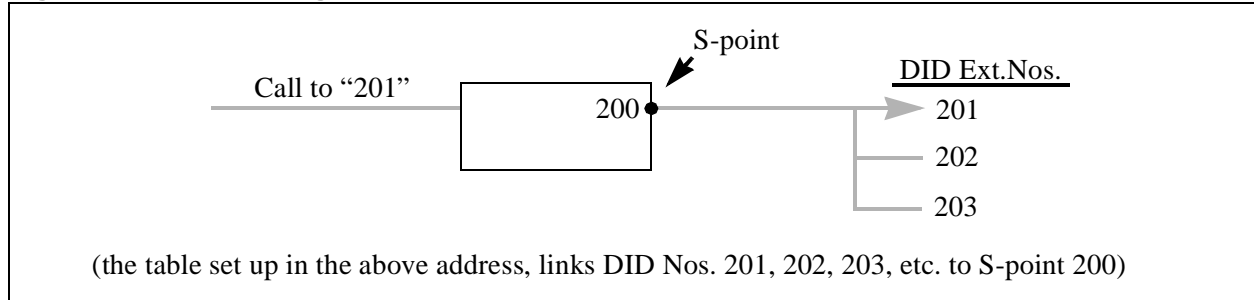 S-point
Call to “201”
DID Ext.Nos.
200
201
202
203
(the table set up in the above address, links DID Nos. 201, 202, 203, etc. to S-point 200)